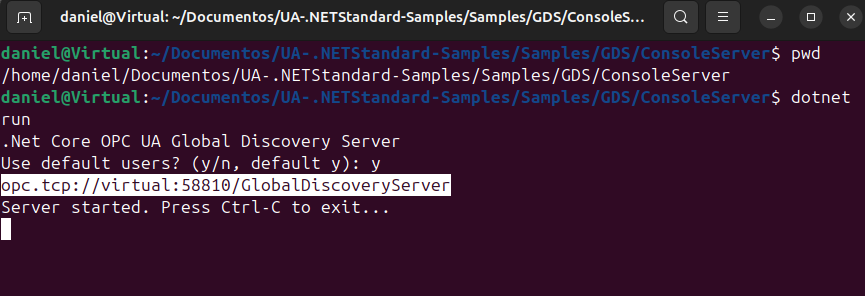 daniel@Virtual: ~/Documentos/UA-.NETStandard-Samples/Samples/GDS/ConsoleS...
daniel@Virtual:~/Documentos/UA-.NETStandard-Samples/Samples/GDS/ConsoleServer$ pwd
/home/daniel/Documentos/UA-.NETStandard-Samples/Samples/GDS/ConsoleServer
daniel@Virtual:~/Documentos/UA-.NETStandard-Samples/Samples/GDS/ConsoleServer$ dotnet
run
.Net Core OPC UA Global Discovery Server
Use default users? (y/n, default y): y
opc.tcp://virtual:58810/GlobalDiscoveryServer
Server started. Press Ctrl-C to exit...